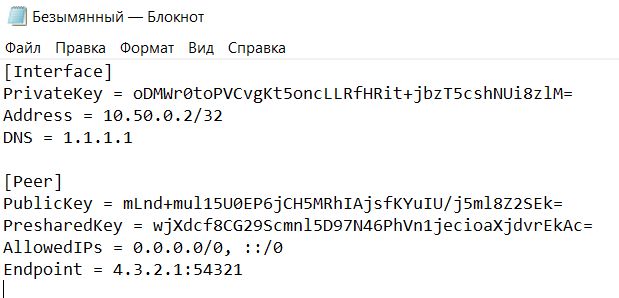 Безымянный — Блокнот
Файл Правка Формат Вид Справка
[Interface]
PrivateKey = oDMWr0toPVCvgKt5oncLLRfHRit+jbzT5cshNUi8zlM=
Address = 10.50.0.2/32
DNS = 1.1.1.1
[Peer]
PublicKey = mLnd+mul15U0EP6jCH5MRhIAjsfKYuIU/j5ml8Z2SEk=
PresharedKey = wjXdcf8CG29Scmnl5D97N46PhVn1jecioaXjdvrEkAc=
AllowedIPs = 0.0.0.0/0, ::/0
Endpoint = 4.3.2.1:54321